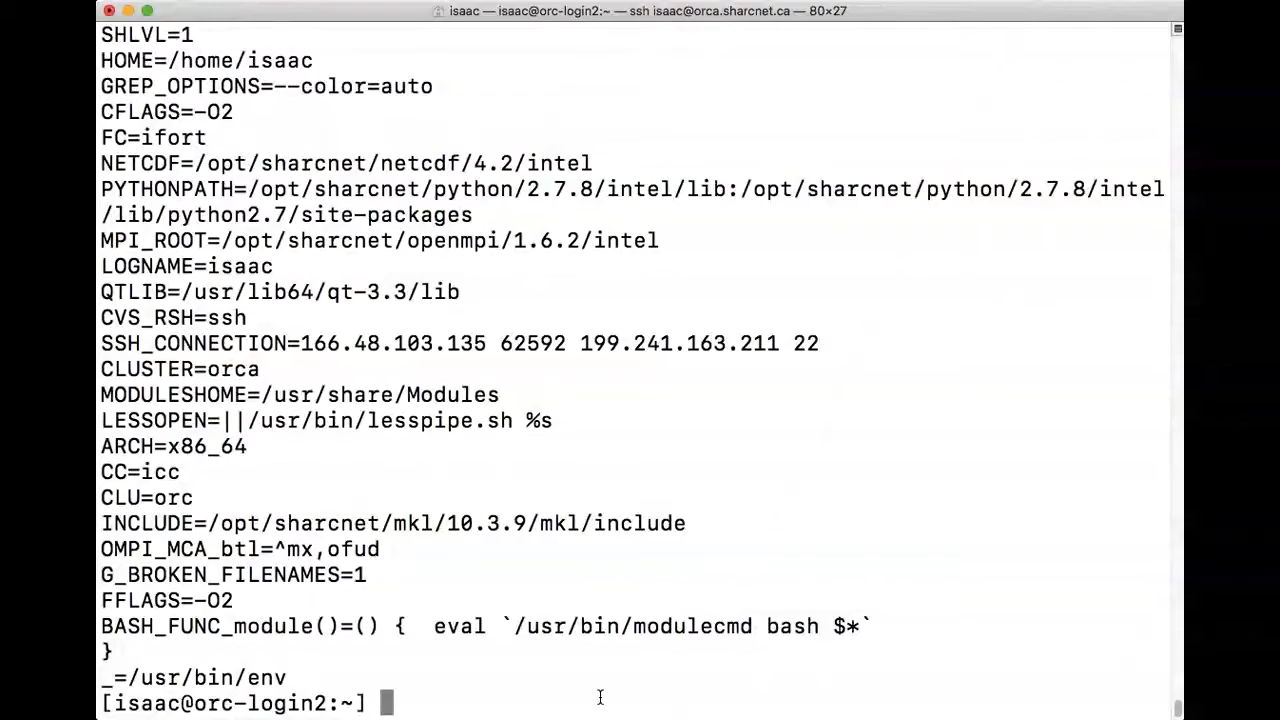 isaac — isaac@orc-login2:~ — ssh isaac@orca.sharcnet.ca — 80×27
SHLVL=1
HOME=/home/isaac
GREP_OPTIONS=--color=auto
CFLAGS=-O2
FC=ifort
NETCDF=/opt/sharcnet/netcdf/4.2/intel
PYTHONPATH=/opt/sharcnet/python/2.7.8/intel/lib:/opt/sharcnet/python/2.7.8/intel
/lib/python2.7/site-packages
MPI_ROOT=/opt/sharcnet/openmpi/1.6.2/intel
LOGNAME=isaac
QTLIB=/usr/lib64/qt-3.3/lib
CVS_RSH=ssh
SSH_CONNECTION=166.48.103.135 62592 199.241.163.211 22
CLUSTER=orca
MODULESHOME=/usr/share/Modules
LESSOPEN=||/usr/bin/lesspipe.sh %s
ARCH=x86_64
CC=icc
CLU=orc
INCLUDE=/opt/sharcnet/mkl/10.3.9/mkl/include
OMPI_MCA_btl=^mx,ofud
G_BROKEN_FILENAMES=1
FFLAGS=-O2
BASH_FUNC_module()=() {  eval `/usr/bin/modulecmd bash $*`
}
_=/usr/bin/env
[isaac@orc-login2:~]